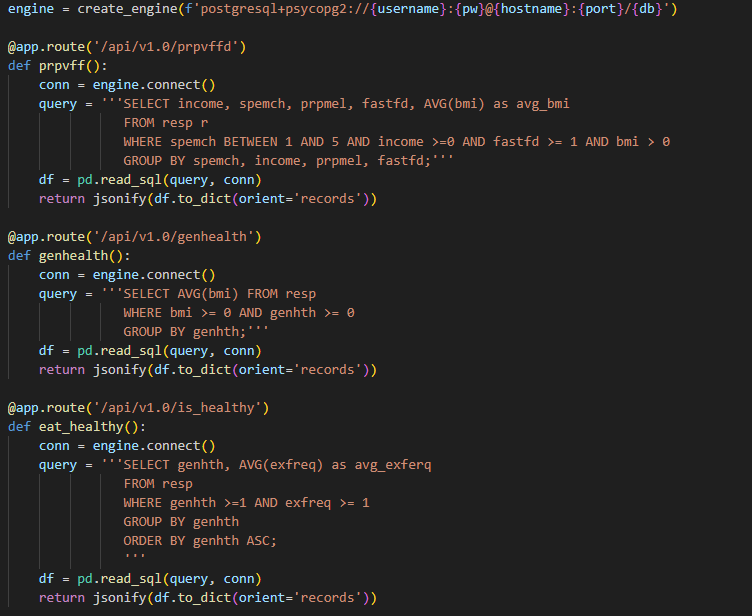 engine = create_engine(f'postgresql+psycopg2://{username}:{pw}@{hostname}:{port}/{db}')
@app.route('/api/v1.0/prpvffd')
def prpvff():
conn = engine.connect()
query = '''SELECT income, spemch, prpmel, fastfd, AVG(bmi) as avg_bmi
FROM resp r
WHERE spemch BETWEEN 1 AND 5 AND income >=0 AND fastfd >= 1 AND bmi > 0
GROUP BY spemch, income, prpmel, fastfd;'''
df = pd.read_sql(query, conn)
return jsonify(df.to_dict(orient='records'))
@app.route('/api/v1.0/genhealth')
def genhealth():
conn = engine.connect()
query = '''SELECT AVG(bmi) FROM resp
WHERE bmi >= 0 AND genhth >= 0
GROUP BY genhth;'''
df = pd.read_sql(query, conn)
return jsonify(df.to_dict(orient='records'))
@app.route('/api/v1.0/is_healthy')
def eat_healthy():
conn = engine.connect()
query = '''SELECT genhth, AVG(exfreq) as avg_exferq
FROM resp
WHERE genhth >=1 AND exfreq >= 1
GROUP BY genhth
ORDER BY genhth ASC;
'''
df = pd.read_sql(query, conn)
return jsonify(df.to_dict(orient='records'))